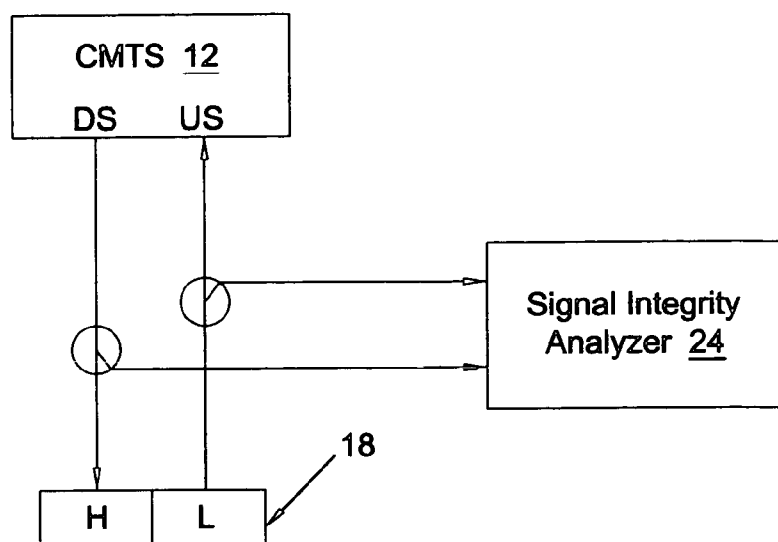 CMTS 12
DS US
Signal Integrity
Analyzer 24
18
H L